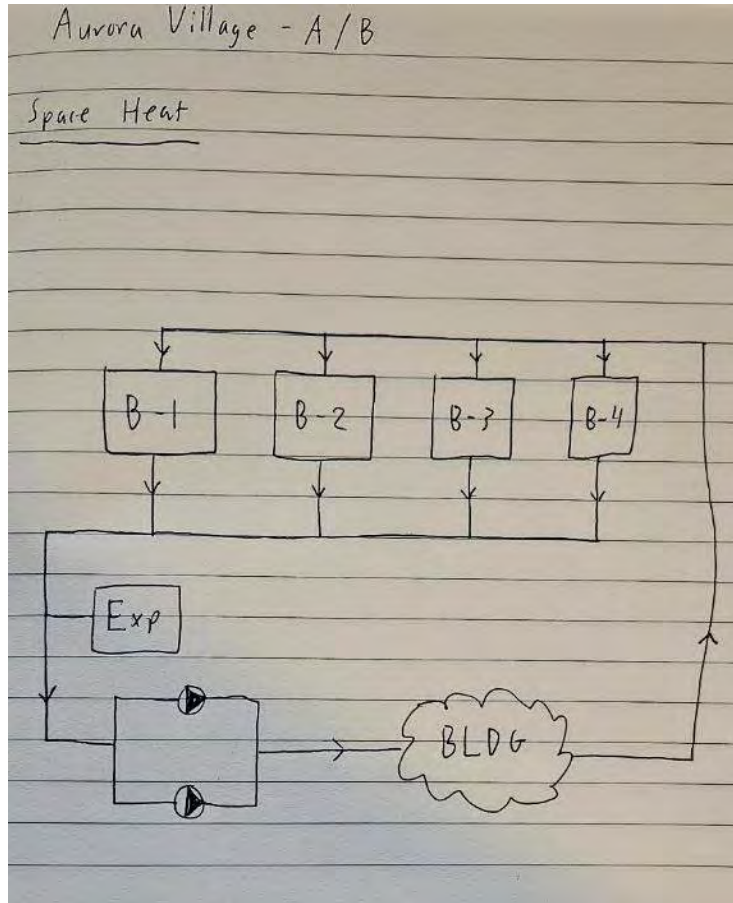 Aurora Village - A/B
Space Heat
B-1
B-2
B-3
B-4
Exp
BLDG